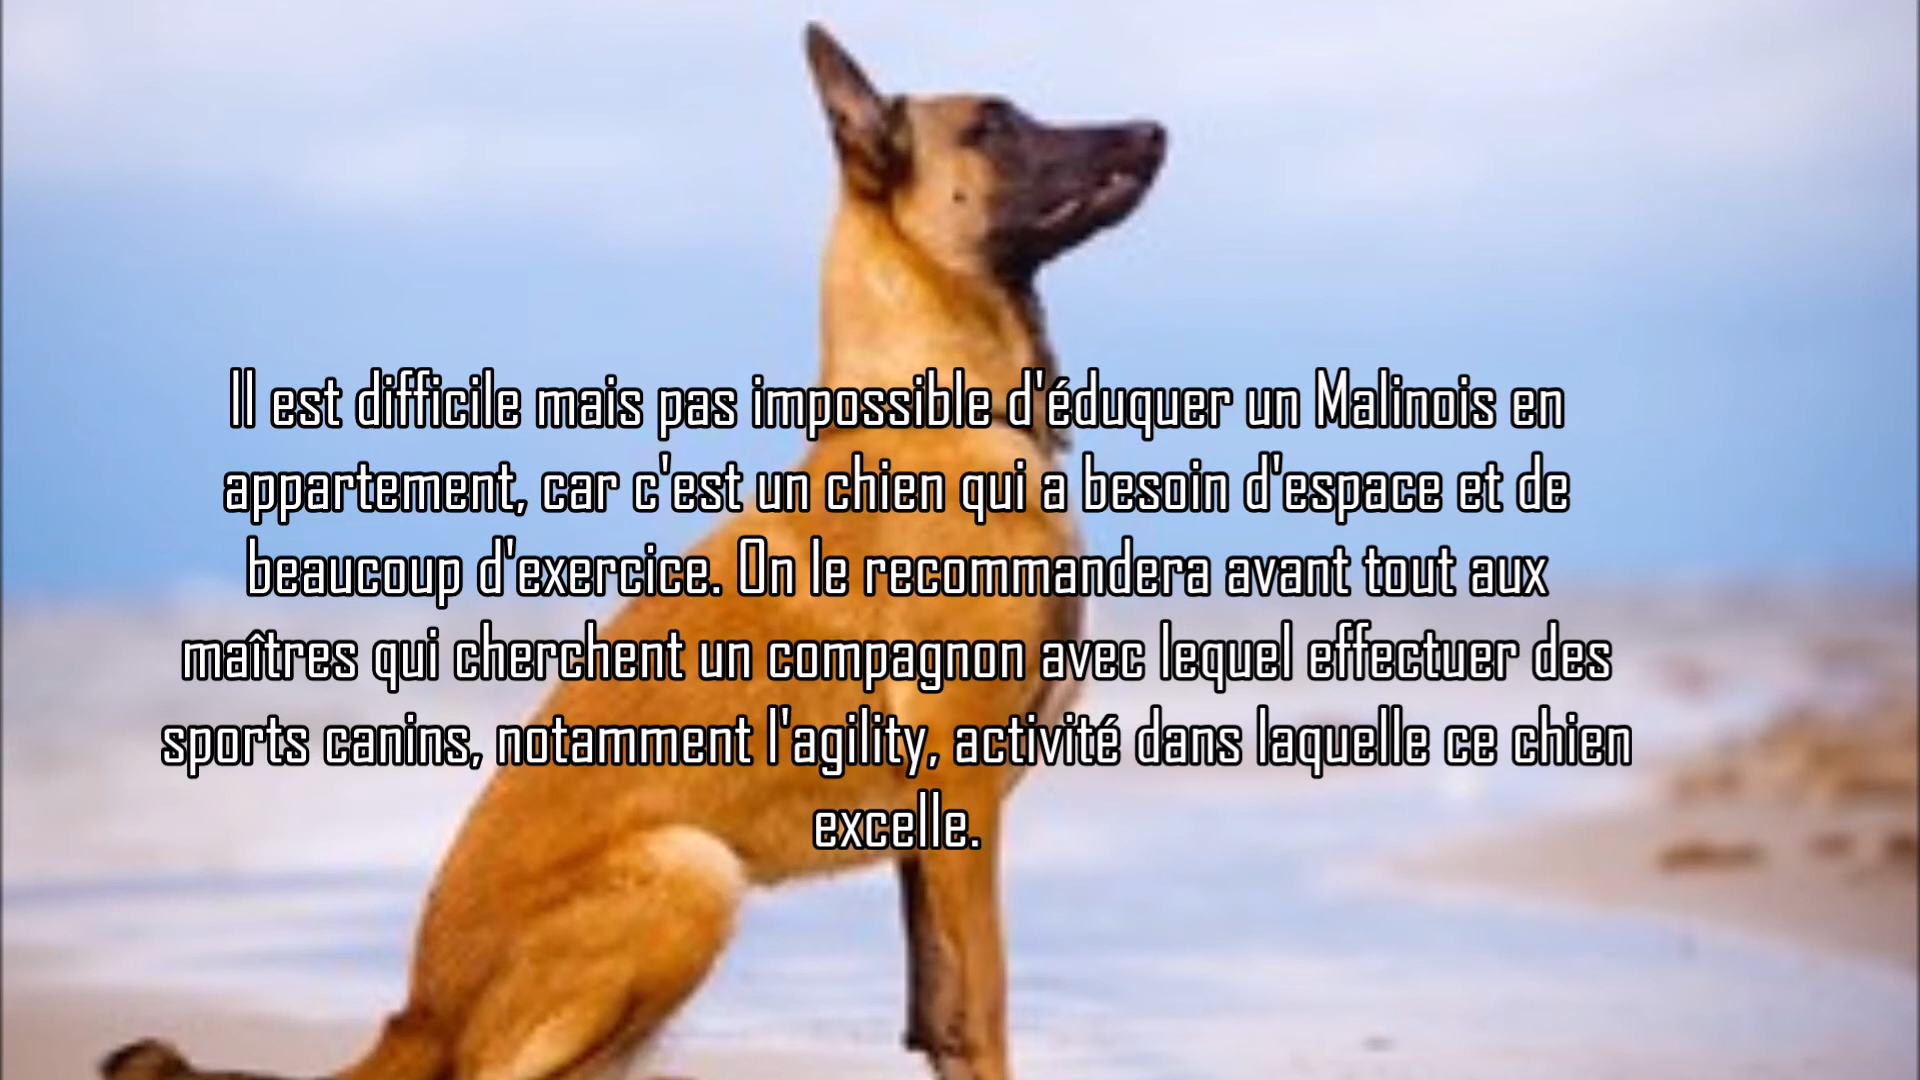 Il est difficile mais pas impossible d'éduquer un Malinois en
appartement, car c'est un chien qui a besoin d'espace et de
beaucoup d'exercice. On le recommandera avant tout aux
maîtres qui cherchent un compagnon avec lequel effectuer des
sports canins, notamment l'agility, activité dans laquelle ce chien
excelle.